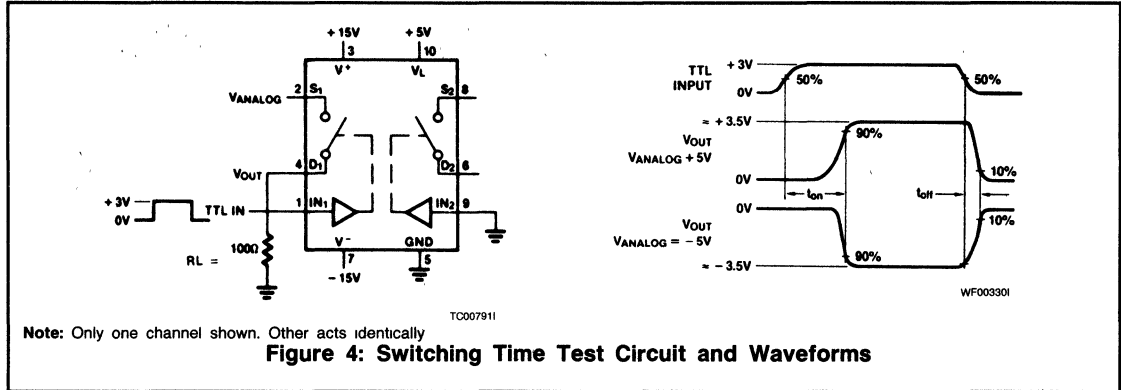 + 15V + 5V
3 10
V+ VL
2 S1 S2 8
VANALOG
4 D1 D2 6
VOUT
+ 3V
0V
TTL IN 1 IN1 IN2 9
100Ω
RL =
V- GND
7 5
- 15V
TC00791I
TTL INPUT
+ 3V
0V
50% 50%
≈ + 3.5V
VOUT
VANALOG + 5V
90%
10%
0V
ton toff
0V
VOUT
VANALOG = - 5V
10%
90%
≈ - 3.5V
WF00330I
Note: Only one channel shown. Other acts identically
Figure 4: Switching Time Test Circuit and Waveforms